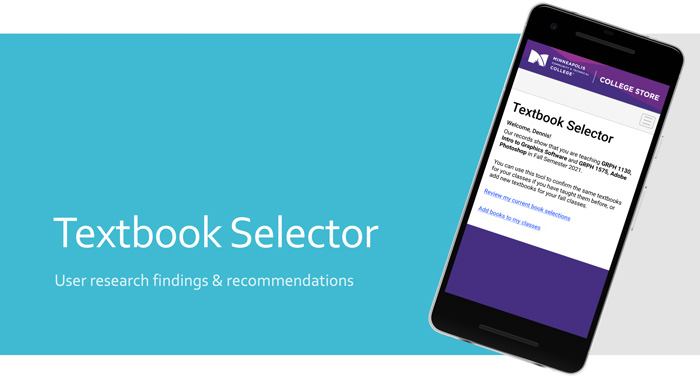 Textbook Selector
User research findings & recommendations
MINNEAPOLIS
COMMUNITY & TECHNICAL
COLLEGE
COLLEGE STORE
Textbook Selector
Welcome, Dennis!
Our records show that you are teaching GRPH 1130,
Intro to Graphics Software and GRPH 1575, Adobe
Photoshop in Fall Semester 2021.
You can use this tool to confirm the same textbooks
for your classes if you have taught them before, or
add new textbooks for your fall classes.
Review my current book selections
Add books to my classes